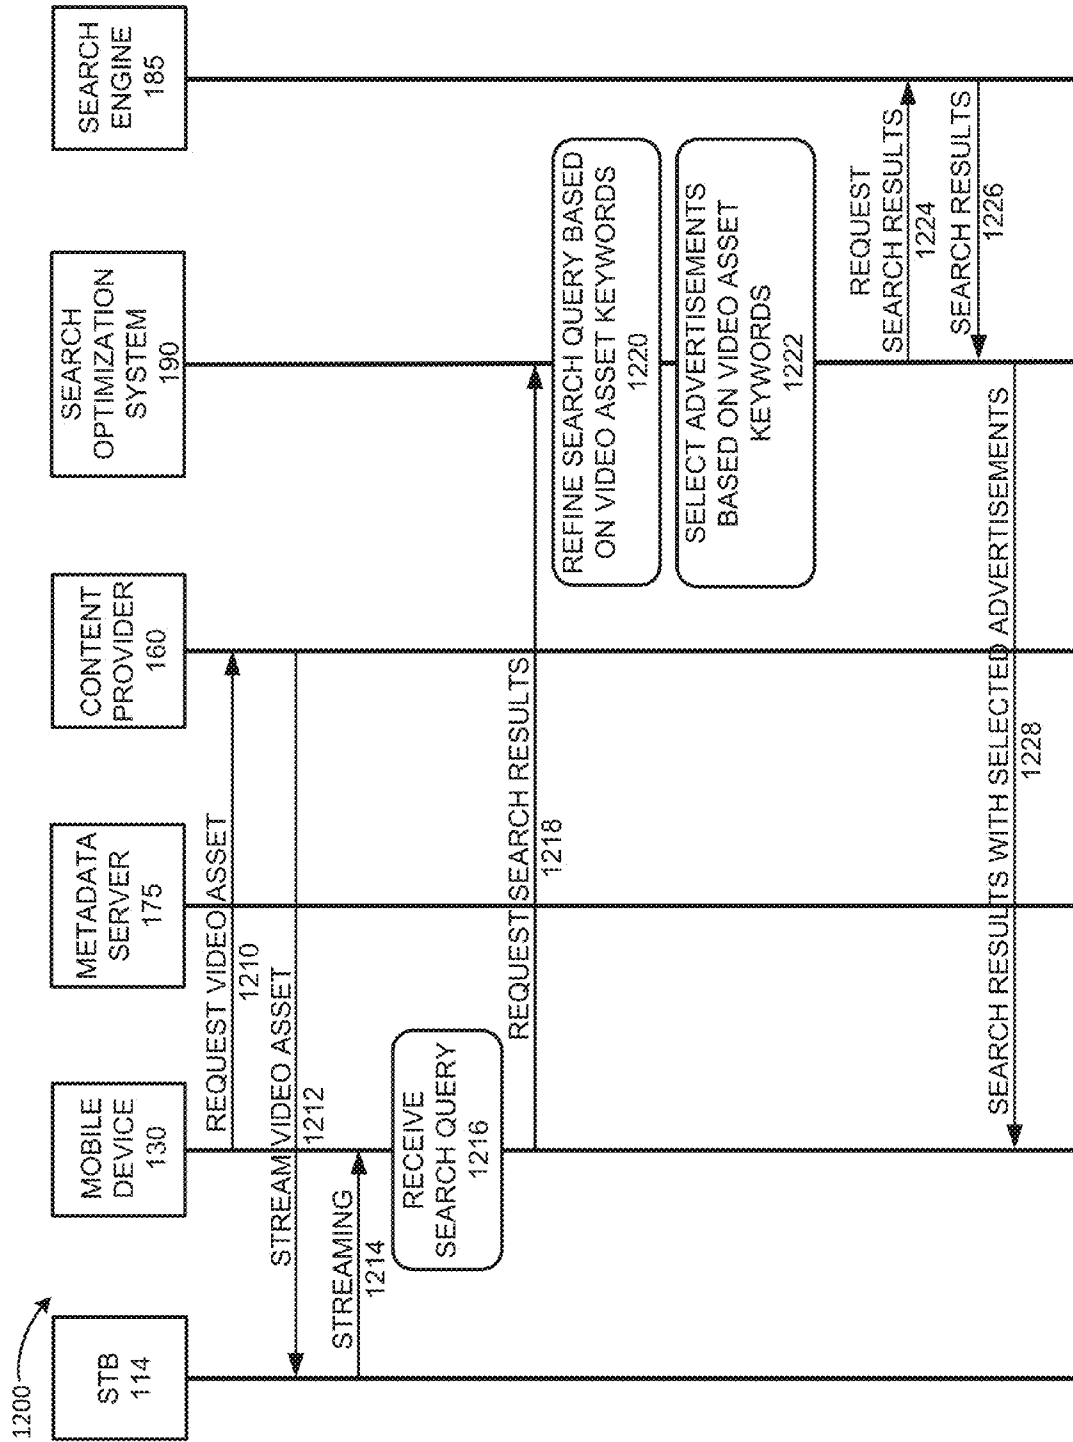 1200
STB
114
MOBILE
DEVICE
130
METADATA
SERVER
175
CONTENT
PROVIDER
160
SEARCH
OPTIMIZATION
SYSTEM
190
SEARCH
ENGINE
185
REQUEST VIDEO ASSET
1210
STREAM VIDEO ASSET
1212
STREAMING
1214
RECEIVE
SEARCH QUERY
1216
REQUEST SEARCH RESULTS
1218
REFINE SEARCH QUERY BASED
ON VIDEO ASSET KEYWORDS
1220
SELECT ADVERTISEMENTS
BASED ON VIDEO ASSET
KEYWORDS
1222
REQUEST
SEARCH RESULTS
1224
SEARCH RESULTS
1226
SEARCH RESULTS WITH SELECTED ADVERTISEMENTS
1228